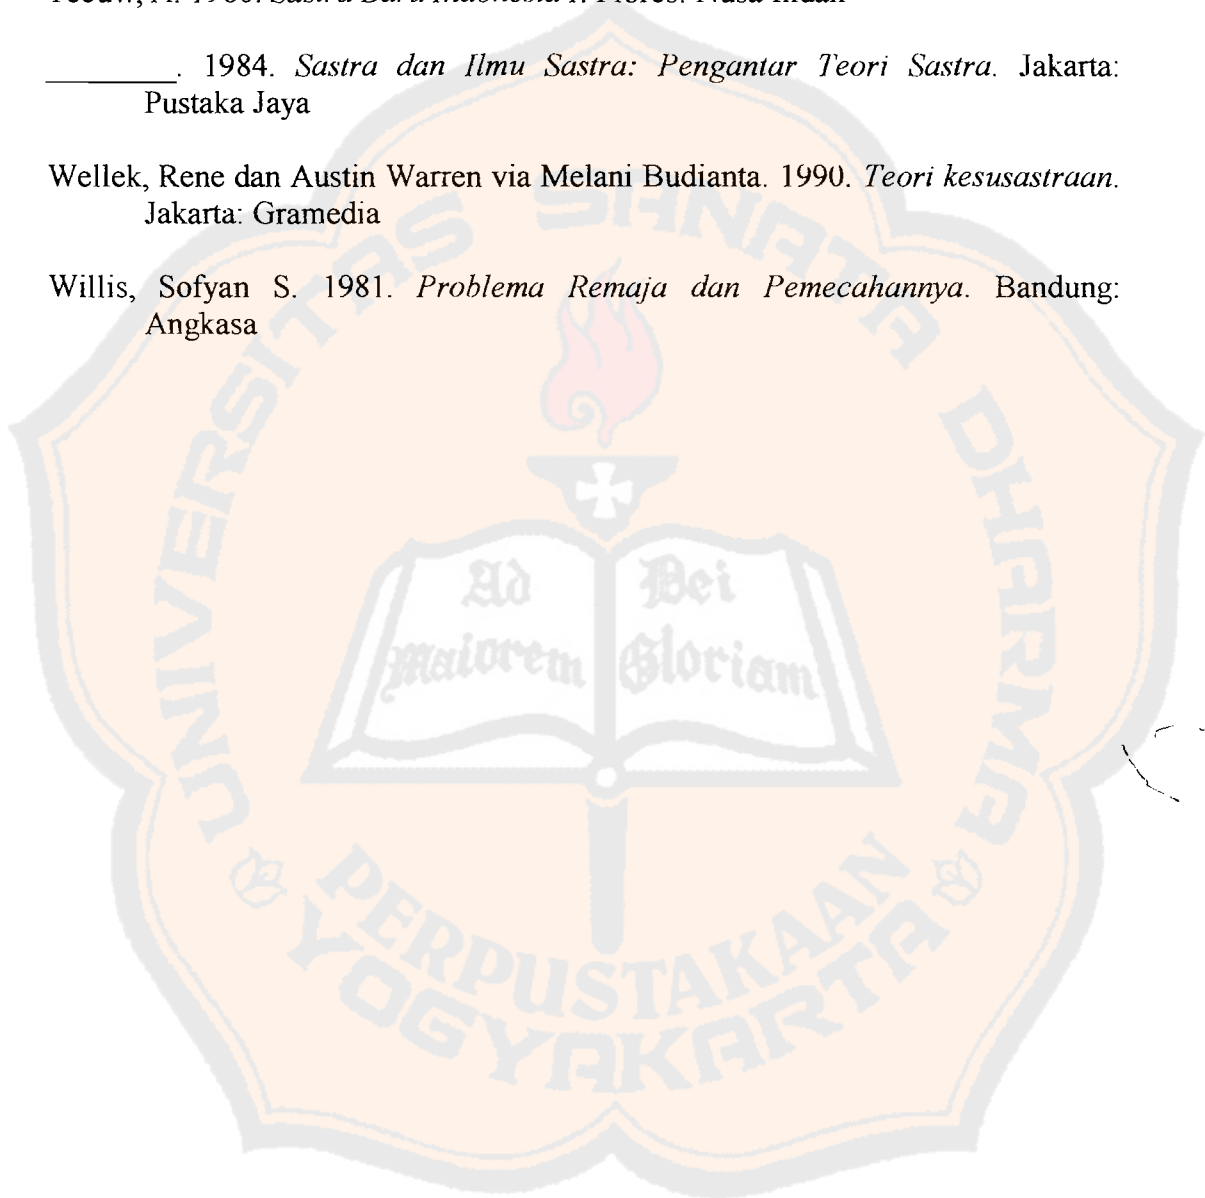 ________. 1984. Sastra dan Ilmu Sastra: Pengantar Teori Sastra. Jakarta:
Pustaka Jaya
Wellek, Rene dan Austin Warren via Melani Budianta. 1990. Teori kesusastraan.
Jakarta: Gramedia
Willis, Sofyan S. 1981. Problema Remaja dan Pemecahannya. Bandung:
Angkasa
UNIVERSITAS SANATA DHARMA
Ad Dei
maiorem Gloriam
PERPUSTAKAAN
YOGYAKARTA